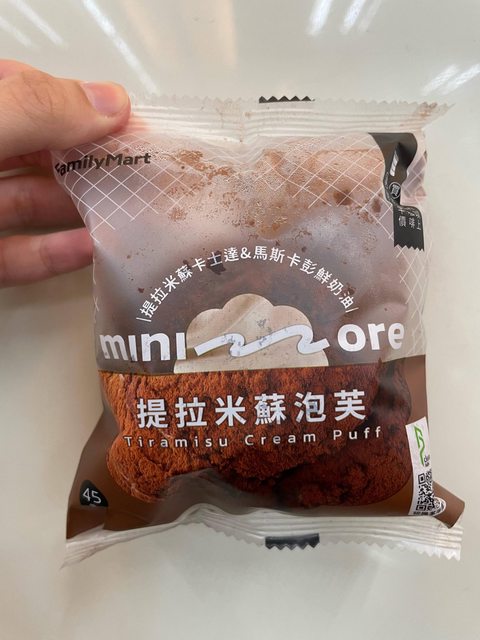 FamilyMart
\提拉米蘇卡士達&馬斯卡彭鮮奶油/
mini more
提拉米蘇泡芙
Tiramisu Cream Puff
45